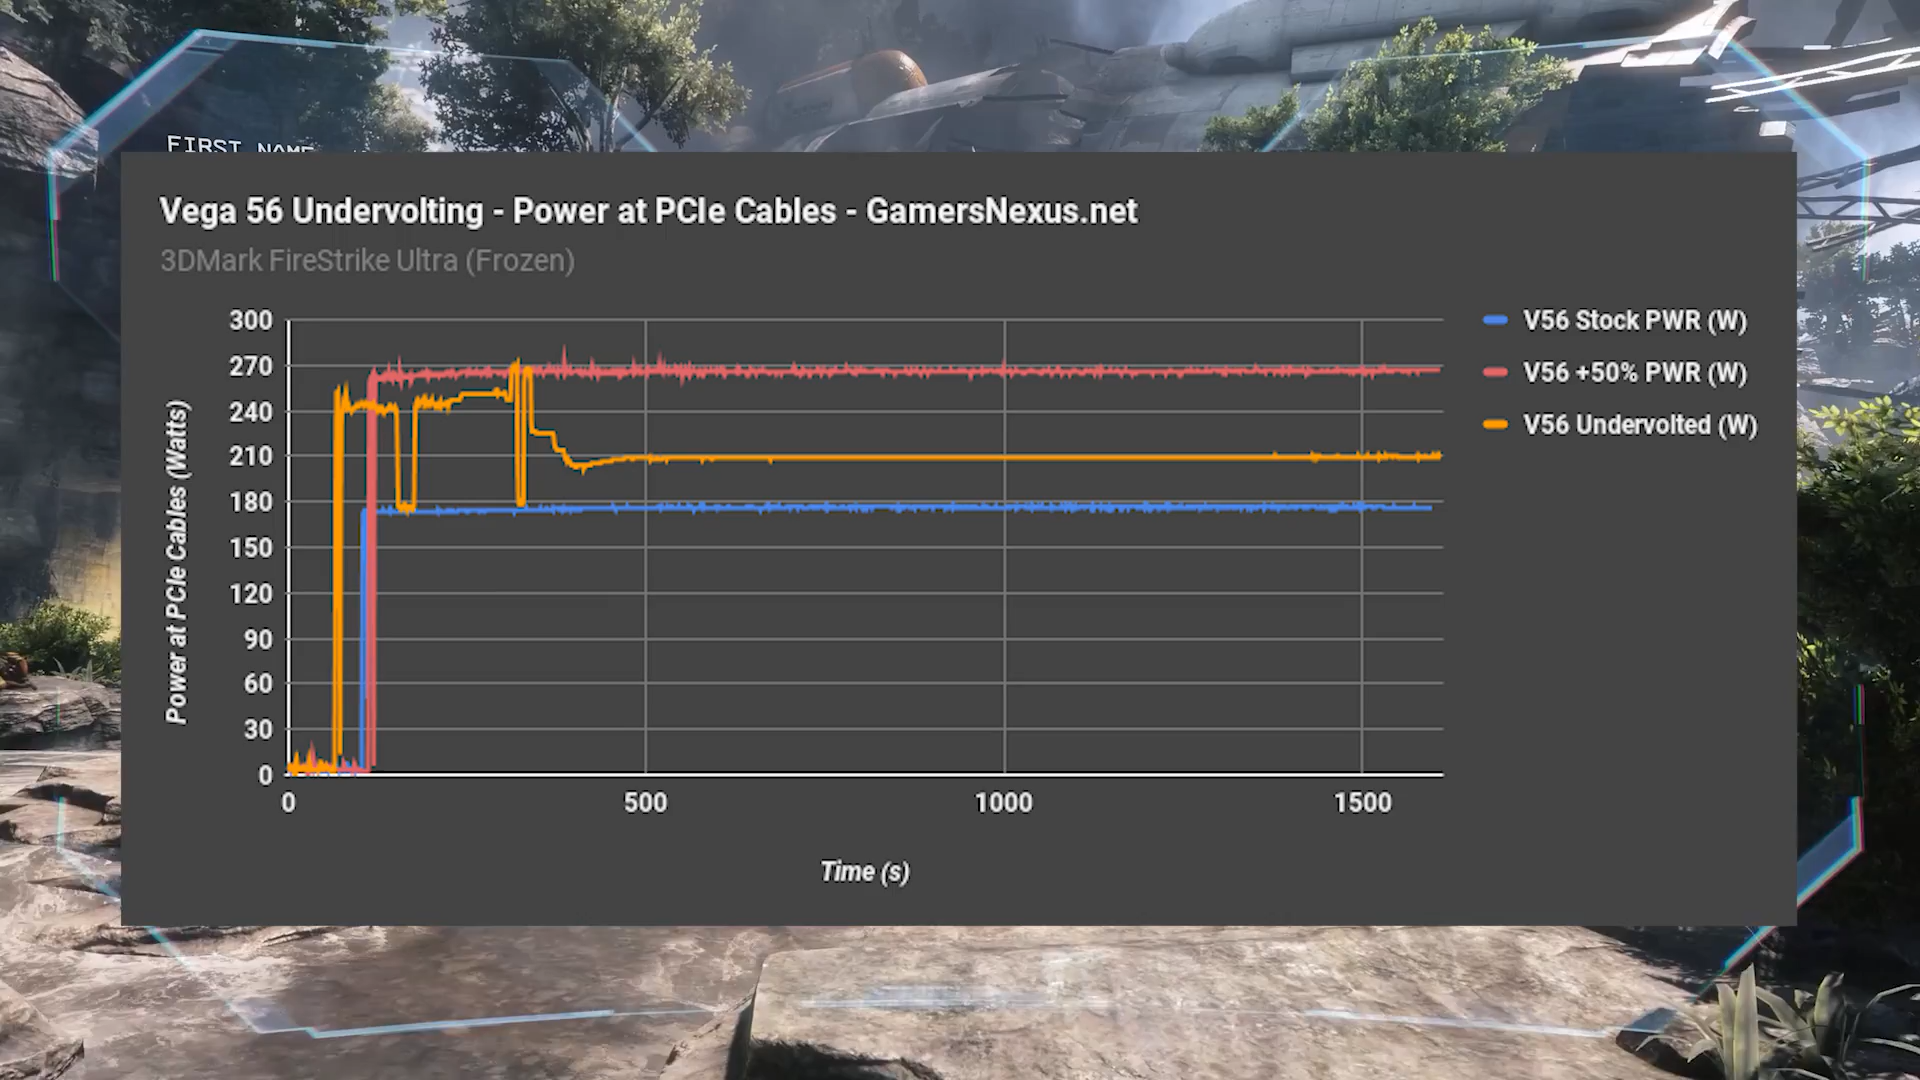 FIRST NAME
Vega 56 Undervolting - Power at PCIe Cables - GamersNexus.net
3DMark FireStrike Ultra (Frozen)
Power at PCIe Cables (Watts)
300
270
240
210
180
150
120
90
60
30
0
0
500
1000
1500
Time (s)
V56 Stock PWR (W)
V56 +50% PWR (W)
V56 Undervolted (W)